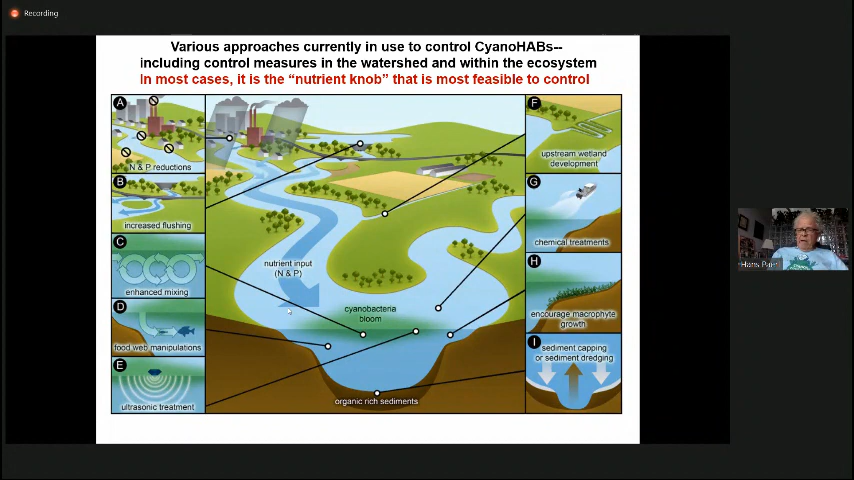 Recording
Various approaches currently in use to control CyanoHABs--
including control measures in the watershed and within the ecosystem
In most cases, it is the “nutrient knob” that is most feasible to control
A
N & P reductions
B
increased flushing
C
enhanced mixing
D
food web manipulations
E
ultrasonic treatment
nutrient input
(N & P)
cyanobacteria
bloom
organic rich sediments
F
upstream wetland
development
G
chemical treatments
H
encourage macrophyte
growth
I
sediment capping
or sediment dredging
Hans Paerl